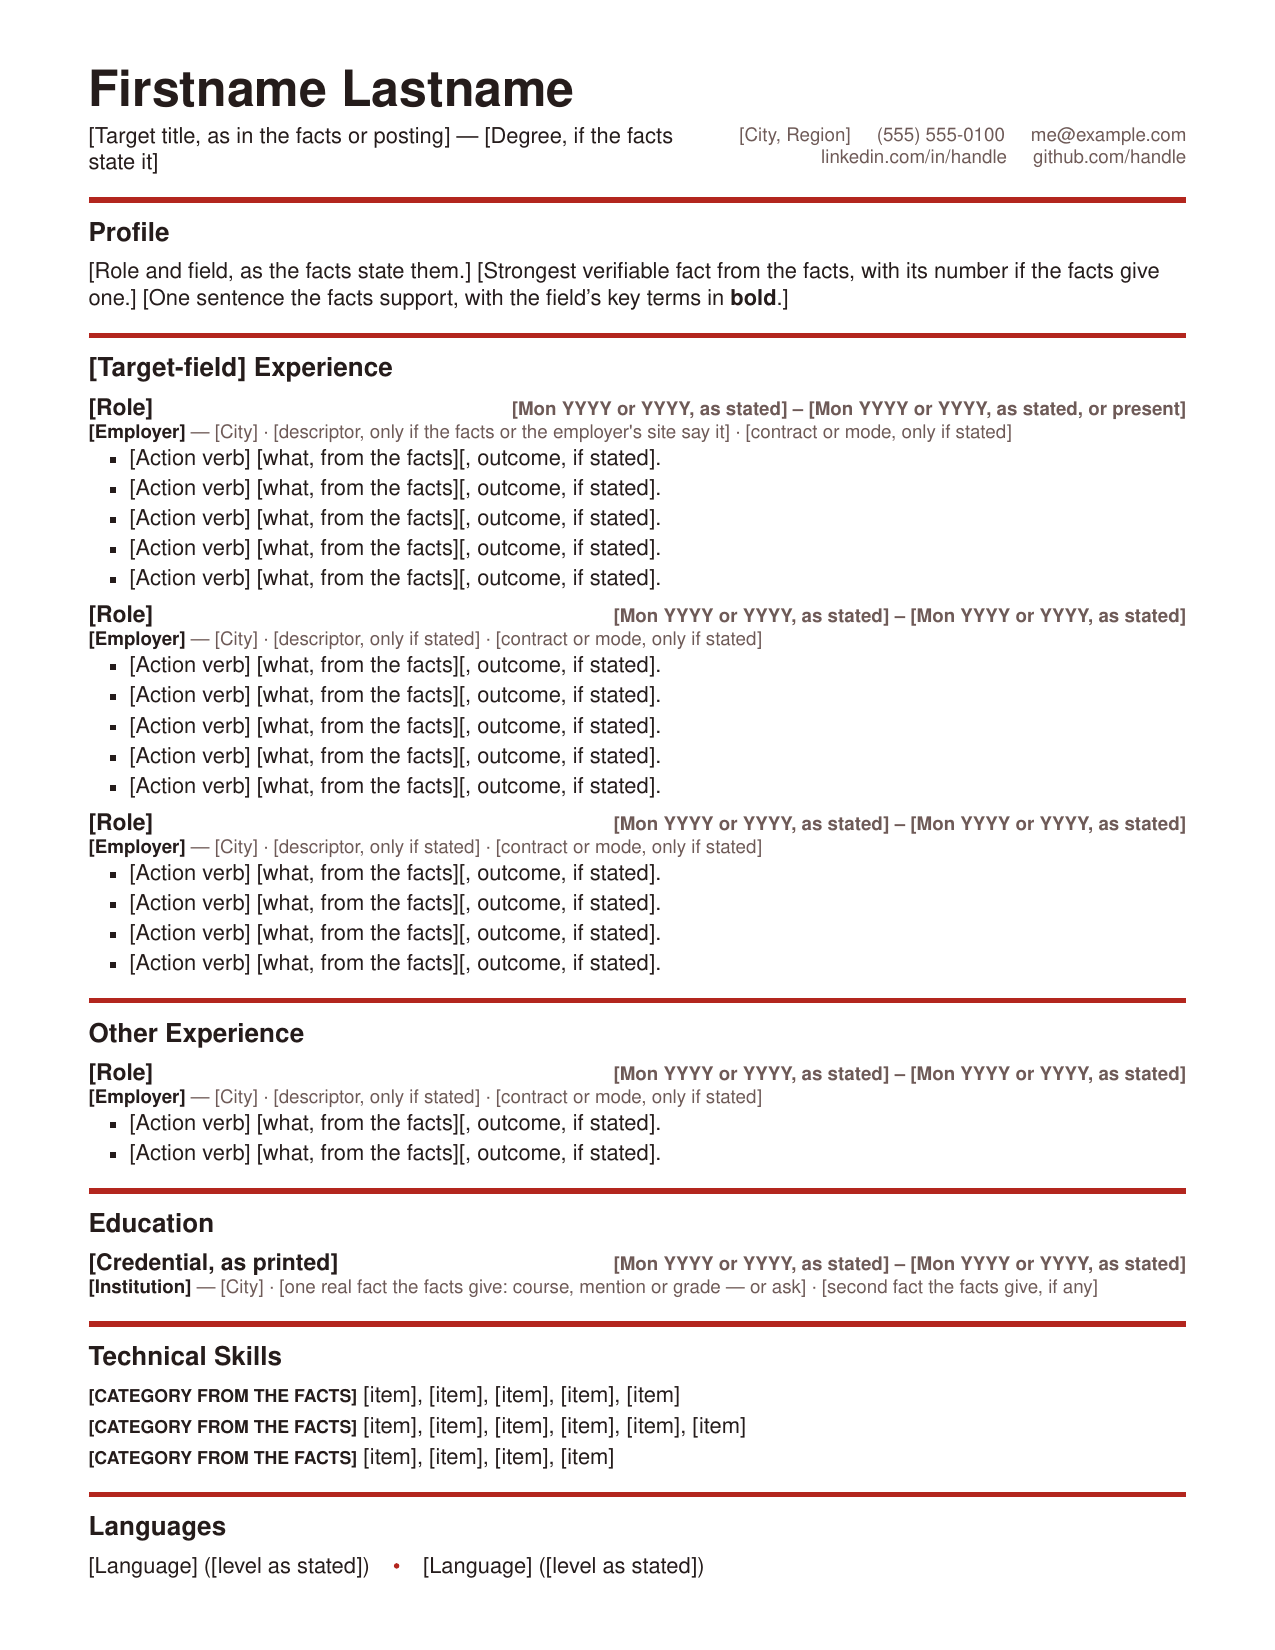 Firstname Lastname
[Target title, as in the facts or posting] — [Degree, if the facts
state it]
[City, Region] (555) 555-0100 me@example.com
linkedin.com/in/handle github.com/handle
Profile
[Role and field, as the facts state them.] [Strongest verifiable fact from the facts, with its number if the facts give
one.] [One sentence the facts support, with the field’s key terms in bold.]
[Target-field] Experience
[Role] [Mon YYYY or YYYY, as stated] – [Mon YYYY or YYYY, as stated, or present]
[Employer] — [City] · [descriptor, only if the facts or the employer's site say it] · [contract or mode, only if stated]
▪ [Action verb] [what, from the facts][, outcome, if stated].
▪ [Action verb] [what, from the facts][, outcome, if stated].
▪ [Action verb] [what, from the facts][, outcome, if stated].
▪ [Action verb] [what, from the facts][, outcome, if stated].
▪ [Action verb] [what, from the facts][, outcome, if stated].
[Role] [Mon YYYY or YYYY, as stated] – [Mon YYYY or YYYY, as stated]
[Employer] — [City] · [descriptor, only if stated] · [contract or mode, only if stated]
▪ [Action verb] [what, from the facts][, outcome, if stated].
▪ [Action verb] [what, from the facts][, outcome, if stated].
▪ [Action verb] [what, from the facts][, outcome, if stated].
▪ [Action verb] [what, from the facts][, outcome, if stated].
▪ [Action verb] [what, from the facts][, outcome, if stated].
[Role] [Mon YYYY or YYYY, as stated] – [Mon YYYY or YYYY, as stated]
[Employer] — [City] · [descriptor, only if stated] · [contract or mode, only if stated]
▪ [Action verb] [what, from the facts][, outcome, if stated].
▪ [Action verb] [what, from the facts][, outcome, if stated].
▪ [Action verb] [what, from the facts][, outcome, if stated].
▪ [Action verb] [what, from the facts][, outcome, if stated].
Other Experience
[Role] [Mon YYYY or YYYY, as stated] – [Mon YYYY or YYYY, as stated]
[Employer] — [City] · [descriptor, only if stated] · [contract or mode, only if stated]
▪ [Action verb] [what, from the facts][, outcome, if stated].
▪ [Action verb] [what, from the facts][, outcome, if stated].
Education
[Credential, as printed] [Mon YYYY or YYYY, as stated] – [Mon YYYY or YYYY, as stated]
[Institution] — [City] · [one real fact the facts give: course, mention or grade — or ask] · [second fact the facts give, if any]
Technical Skills
[CATEGORY FROM THE FACTS] [item], [item], [item], [item], [item]
[CATEGORY FROM THE FACTS] [item], [item], [item], [item], [item], [item]
[CATEGORY FROM THE FACTS] [item], [item], [item], [item]
Languages
[Language] ([level as stated]) • [Language] ([level as stated])